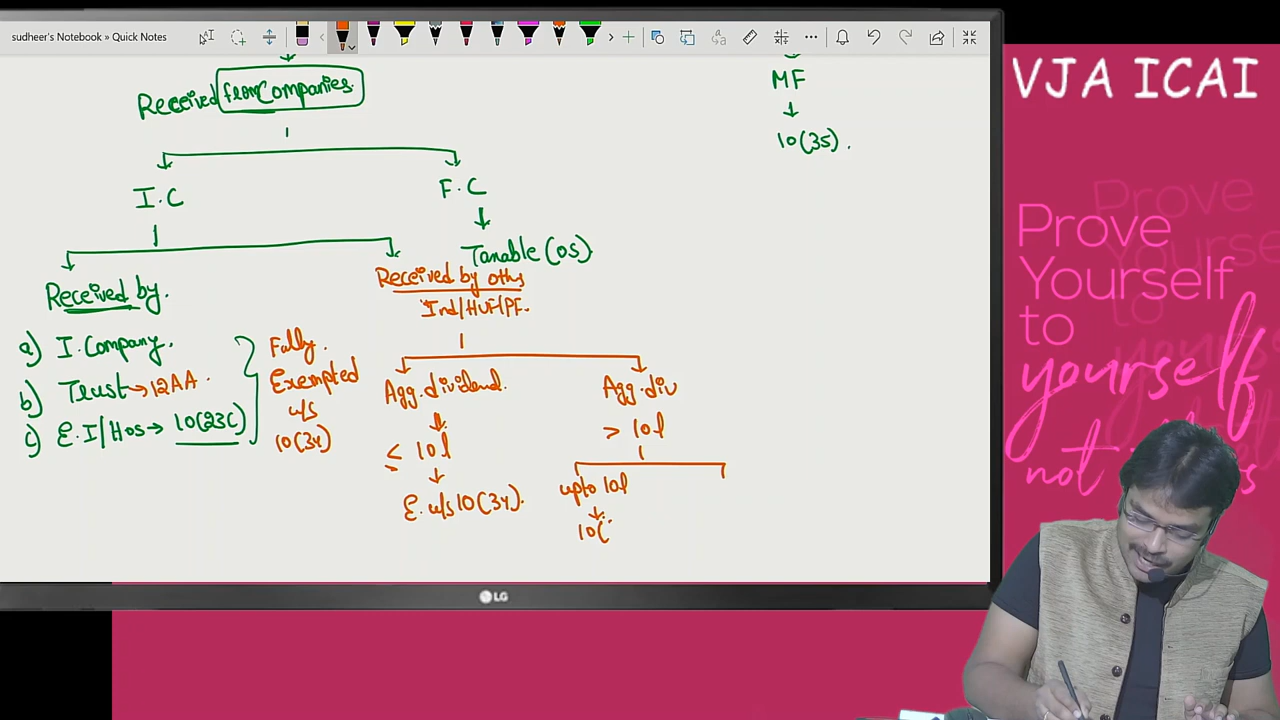 sudheer's Notebook » Quick Notes
VJA ICAI
Received from Companies.
MF
10(35).
I.C
F.C
Taxable (OS)
Received by.
Received by oths
Ind/HUF/PF.
a) I.Company.
b) Trust→12AA.
c) E.I/Hos→ 10(23C)
Fully.
Exempted
u/s
10(34)
Agg.dividend.
≤ 10l
E. u/s 10(34).
Agg.div
> 10l
upto 10l
10(
Prove
Yourself
to
yourself
not
LG